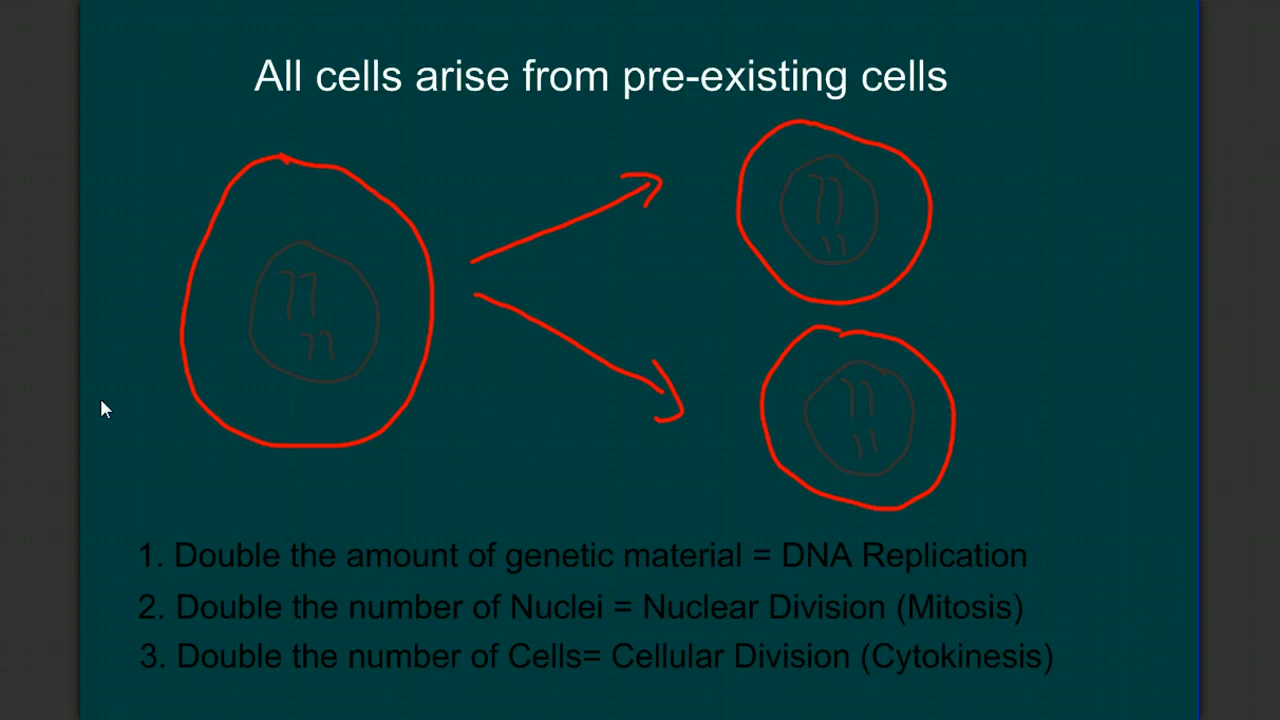 All cells arise from pre-existing cells
1. Double the amount of genetic material = DNA Replication
2. Double the number of Nuclei = Nuclear Division (Mitosis)
3. Double the number of Cells= Cellular Division (Cytokinesis)